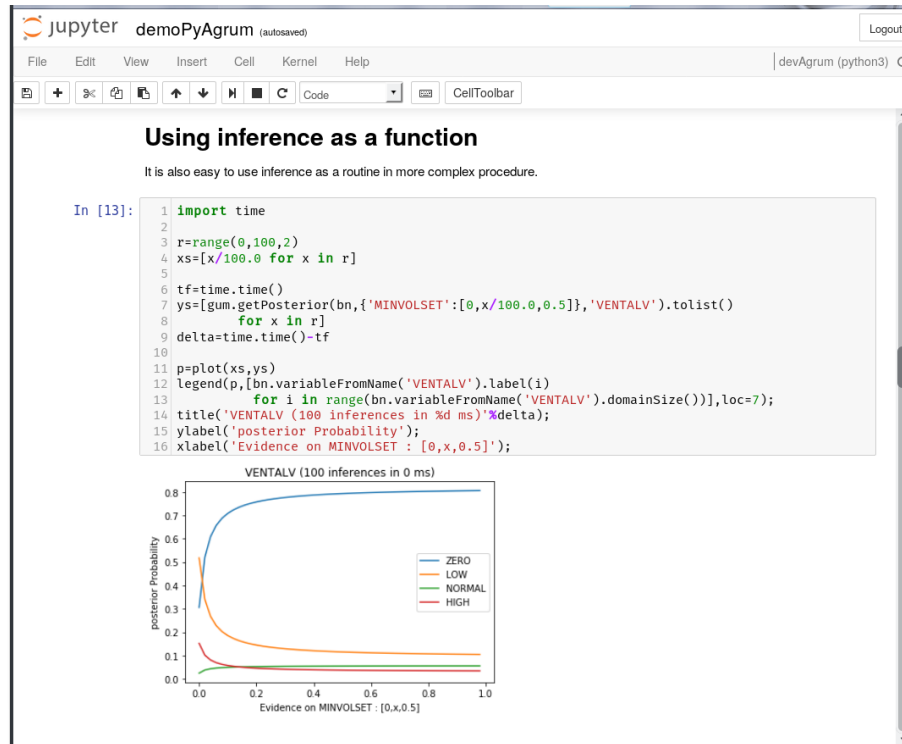 jupyter demoPyAgrum (autosaved)
Logout
File Edit View Insert Cell Kernel Help
devAgrum (python3)
Code
CellToolbar
Using inference as a function
It is also easy to use inference as a routine in more complex procedure.
In [13]:
1 import time
2
3 r=range(0,100,2)
4 xs=[x/100.0 for x in r]
5
6 tf=time.time()
7 ys=[gum.getPosterior(bn,{'MINVOLSET':[0,x/100.0,0.5]},'VENTALV').tolist()
8         for x in r]
9 delta=time.time()-tf
10
11 p=plot(xs,ys)
12 legend(p,[bn.variableFromName('VENTALV').label(i)
13           for i in range(bn.variableFromName('VENTALV').domainSize())],loc=7);
14 title('VENTALV (100 inferences in %d ms)'%delta);
15 ylabel('posterior Probability');
16 xlabel('Evidence on MINVOLSET : [0,x,0.5]');
VENTALV (100 inferences in 0 ms)
posterior Probability
0.8
0.7
0.6
0.5
0.4
0.3
0.2
0.1
0.0
ZERO
LOW
NORMAL
HIGH
0.0 0.2 0.4 0.6 0.8 1.0
Evidence on MINVOLSET : [0,x,0.5]